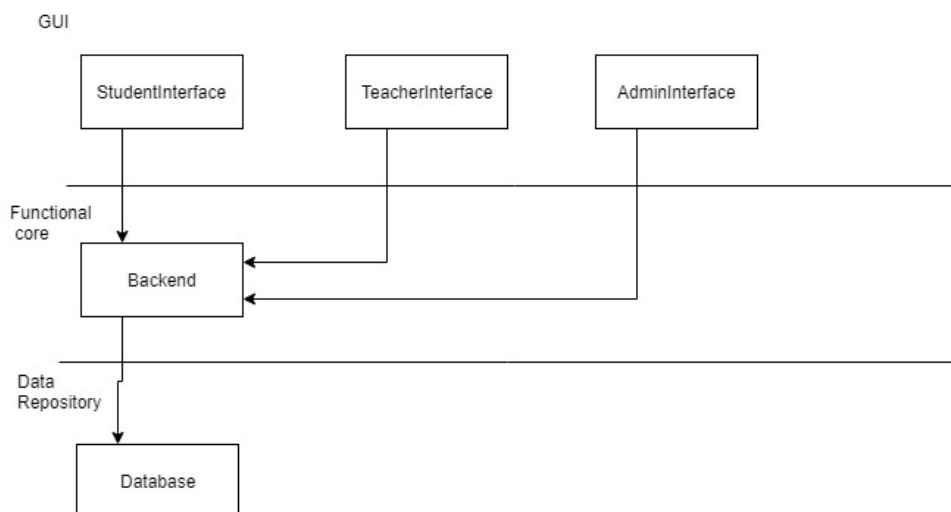 GUI
StudentInterface
TeacherInterface
AdminInterface
Functional
core
Backend
Data
Repository
Database